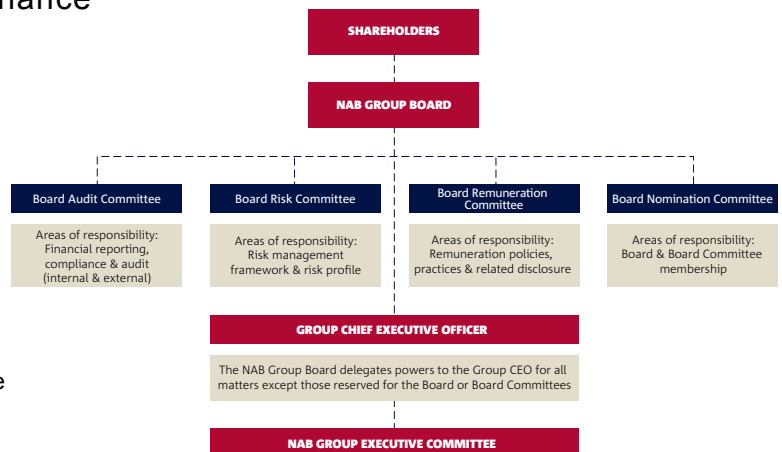 nance
SHAREHOLDERS
NAB GROUP BOARD
Board Audit Committee
Areas of responsibility:
Financial reporting,
compliance & audit
(internal & external)
Board Risk Committee
Areas of responsibility:
Risk management
framework & risk profile
Board Remuneration
Committee
Areas of responsibility:
Remuneration policies,
practices & related disclosure
Board Nomination Committee
Areas of responsibility:
Board & Board Committee
membership
GROUP CHIEF EXECUTIVE OFFICER
The NAB Group Board delegates powers to the Group CEO for all
matters except those reserved for the Board or Board Committees
e
NAB GROUP EXECUTIVE COMMITTEE